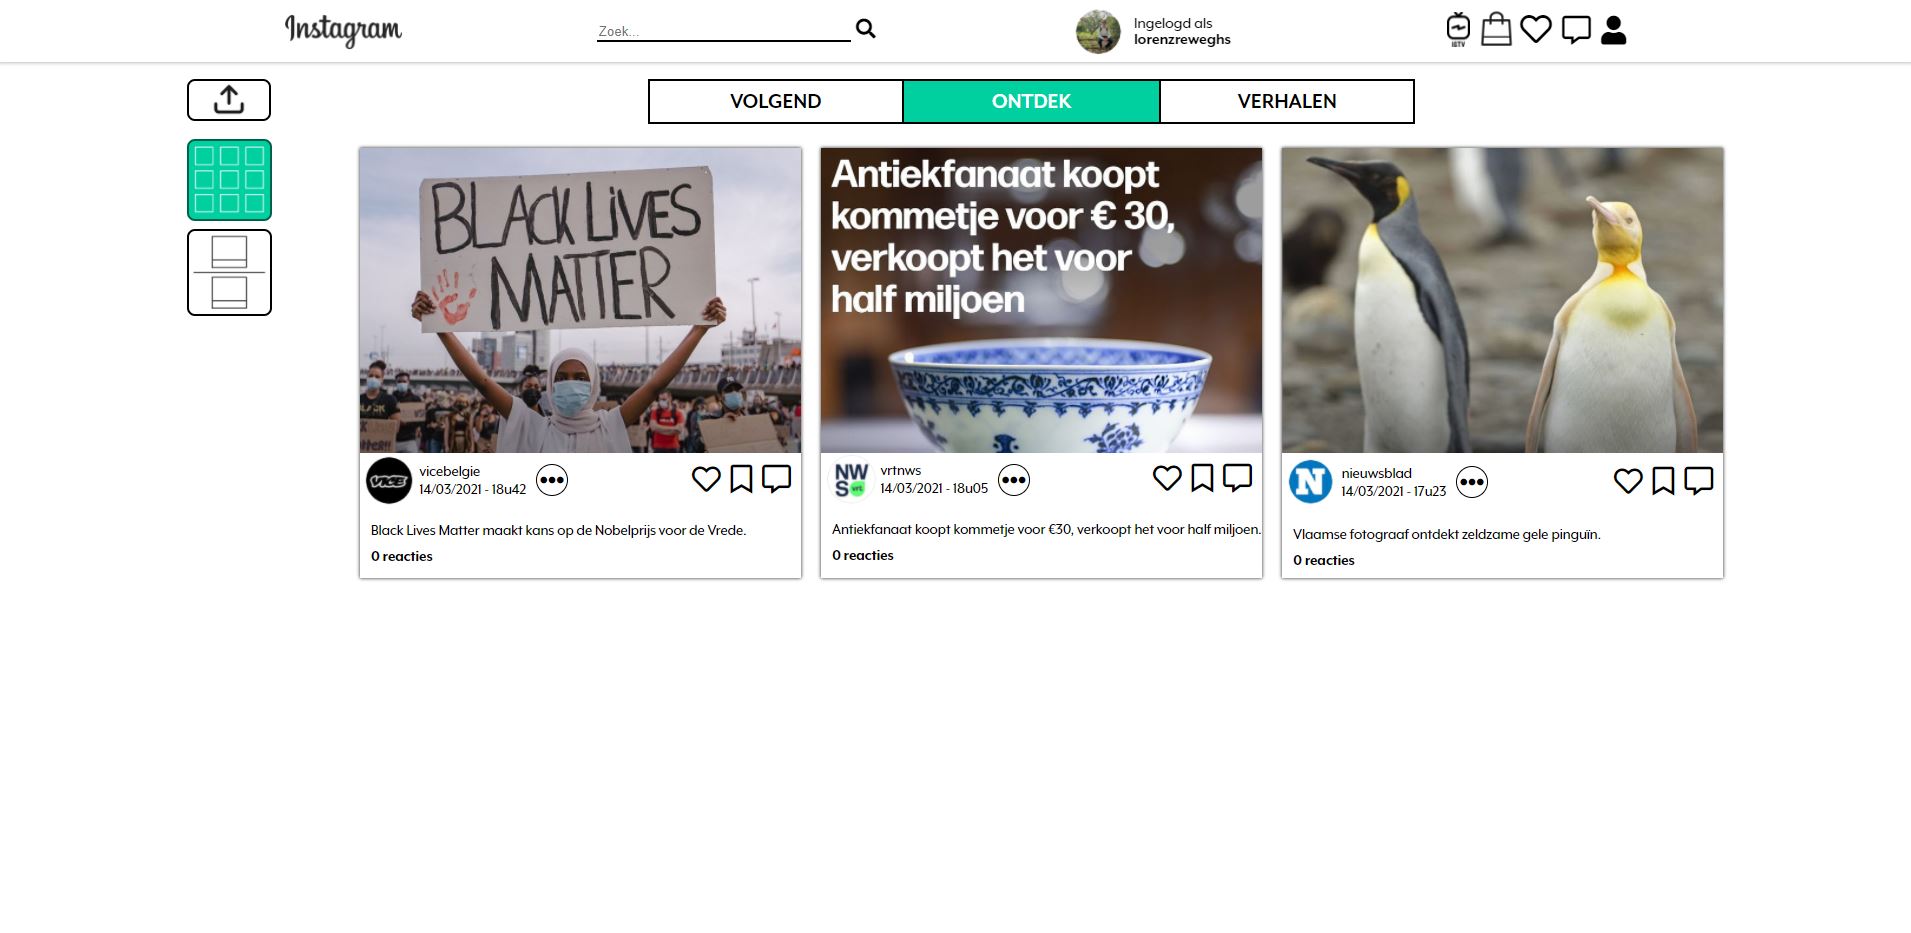 Instagram
Zoek...
Ingelogd als
lorenzreweghs
IGTV
VOLGEND
ONTDEK
VERHALEN
BLACK LIVES
MATTER
Antiekfanaat koopt
kommetje voor € 30,
verkoopt het voor
half miljoen
VICE
vicebelgie
14/03/2021 - 18u42
Black Lives Matter maakt kans op de Nobelprijs voor de Vrede.
0 reacties
NW
S vrt
vrtnws
14/03/2021 - 18u05
Antiekfanaat koopt kommetje voor €30, verkoopt het voor half miljoen.
0 reacties
N
nieuwsblad
14/03/2021 - 17u23
Vlaamse fotograaf ontdekt zeldzame gele pinguïn.
0 reacties